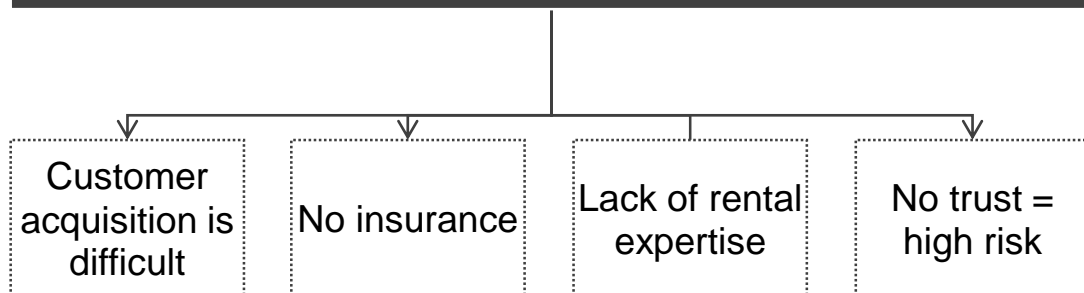 Customer
acquisition is
difficult
No insurance
Lack of rental
expertise
No trust =
high risk